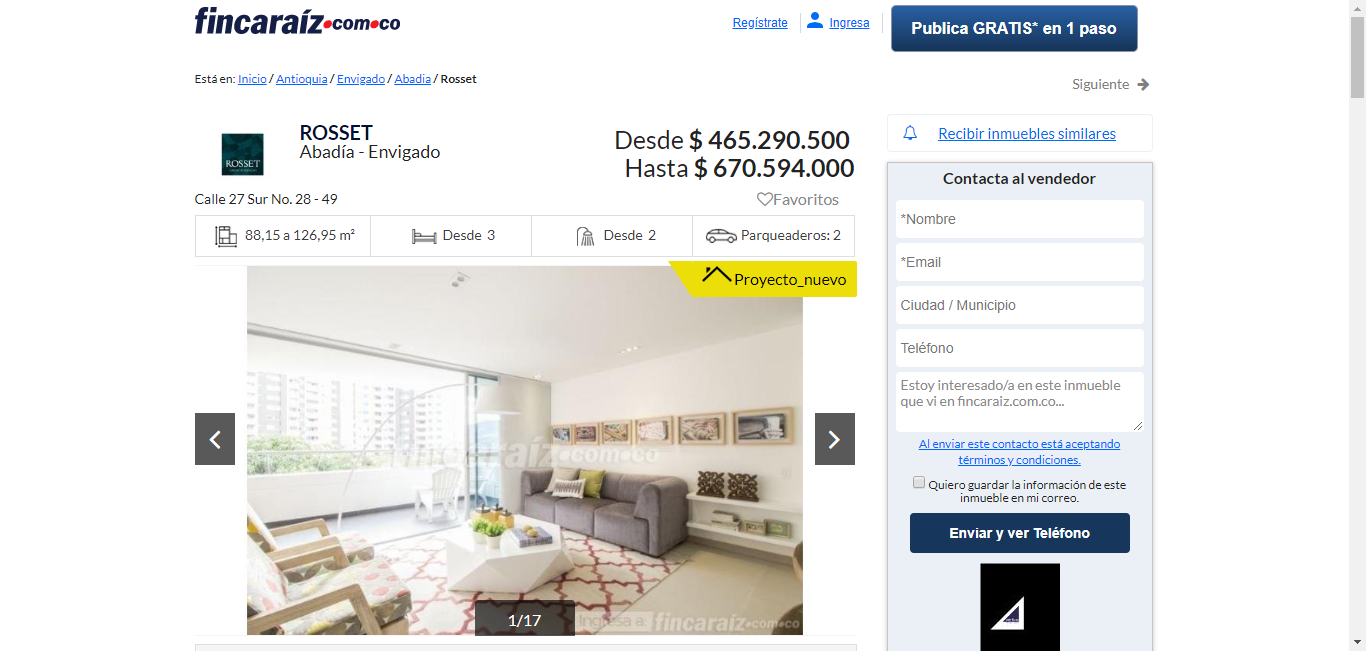 fincaraíz.com.co
Regístrate
Ingresa
Publica GRATIS* en 1 paso
Está en: Inicio / Antioquia / Envigado / Abadía / Rosset
Siguiente
ROSSET
ROSSET
Abadía - Envigado
Desde $ 465.290.500
Hasta $ 670.594.000
Calle 27 Sur No. 28 - 49
Favoritos
88,15 a 126,95 m²
Desde 3
Desde 2
Parqueaderos: 2
Proyecto_nuevo
fincaraíz.com.co
1/17
Ingresa a: fincaraíz.com.co
Recibir inmuebles similares
Contacta al vendedor
*Nombre
*Email
Ciudad / Municipio
Teléfono
Estoy interesado/a en este inmueble
que vi en fincaraiz.com.co...
Al enviar este contacto está aceptando
términos y condiciones.
Quiero guardar la información de este
inmueble en mi correo.
Enviar y ver Teléfono